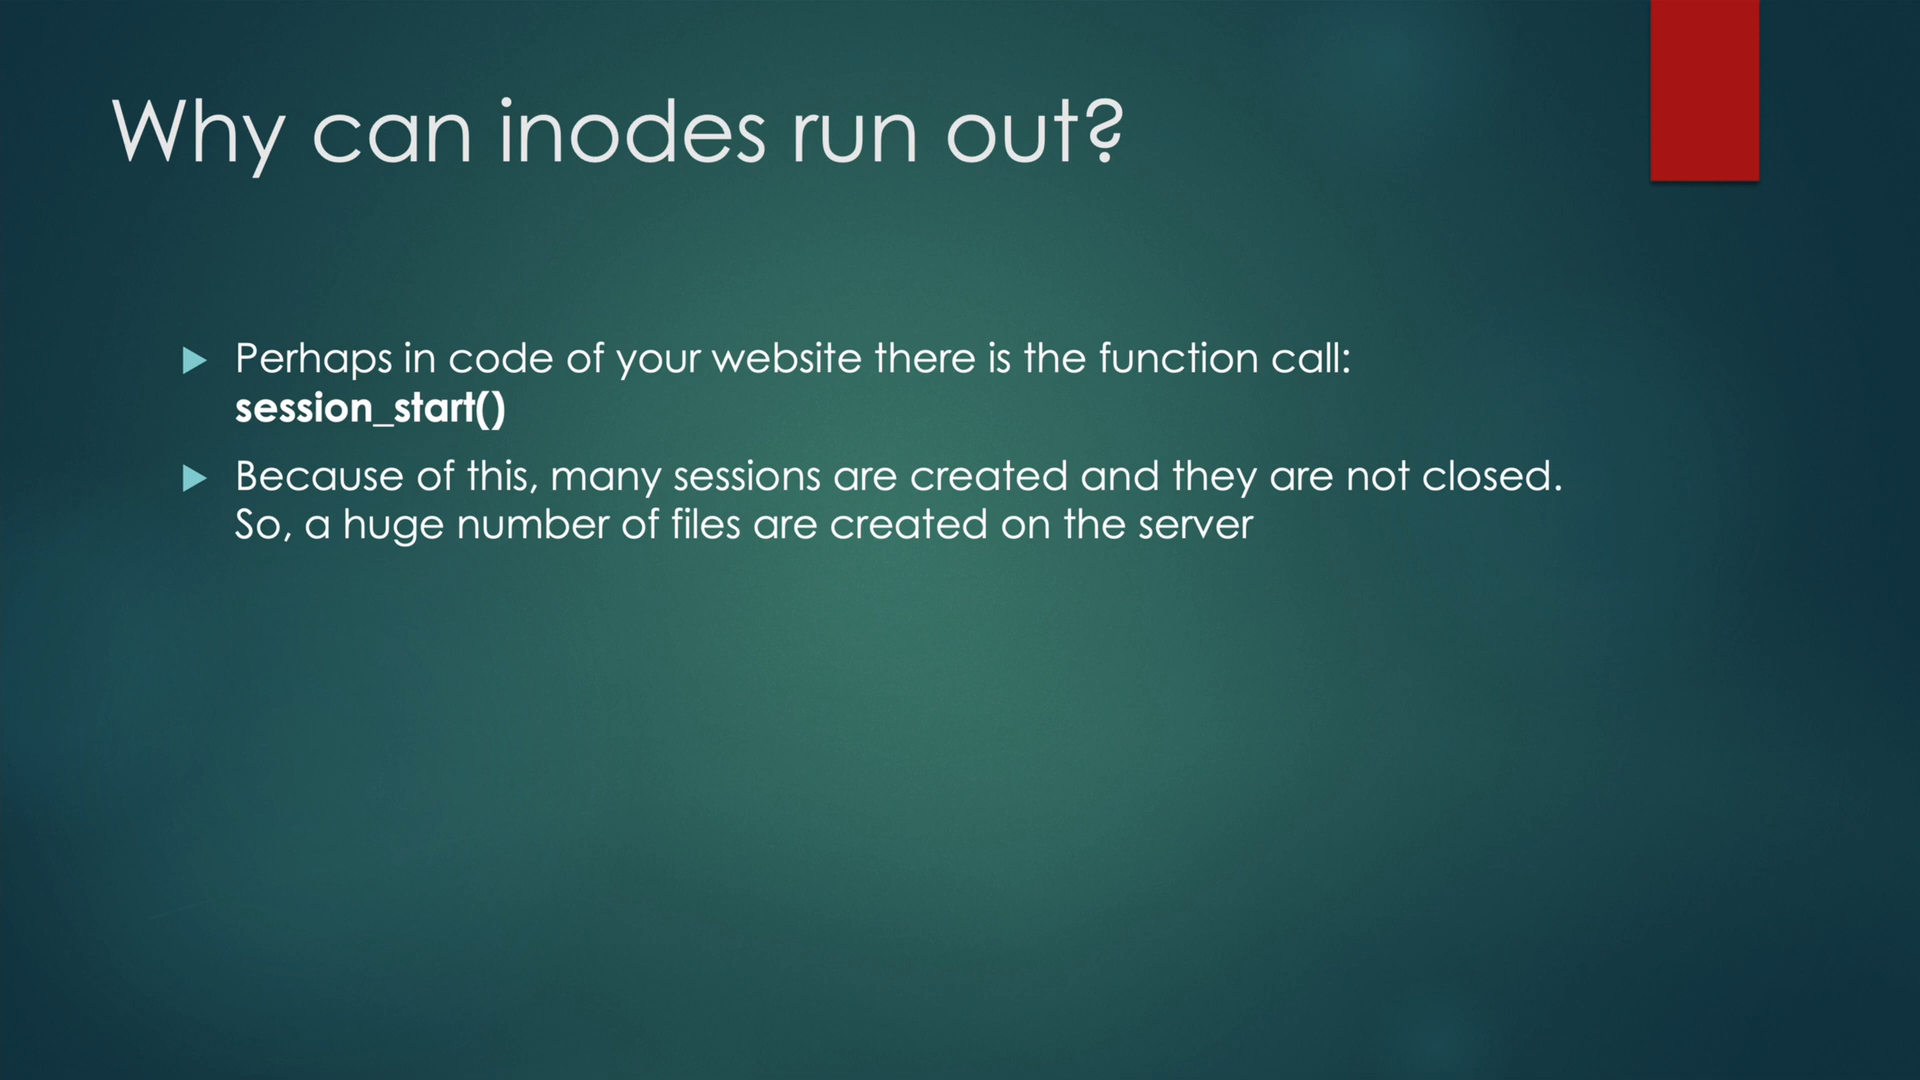 Why can inodes run out?
Perhaps in code of your website there is the function call:
session_start()
Because of this, many sessions are created and they are not closed.
So, a huge number of files are created on the server